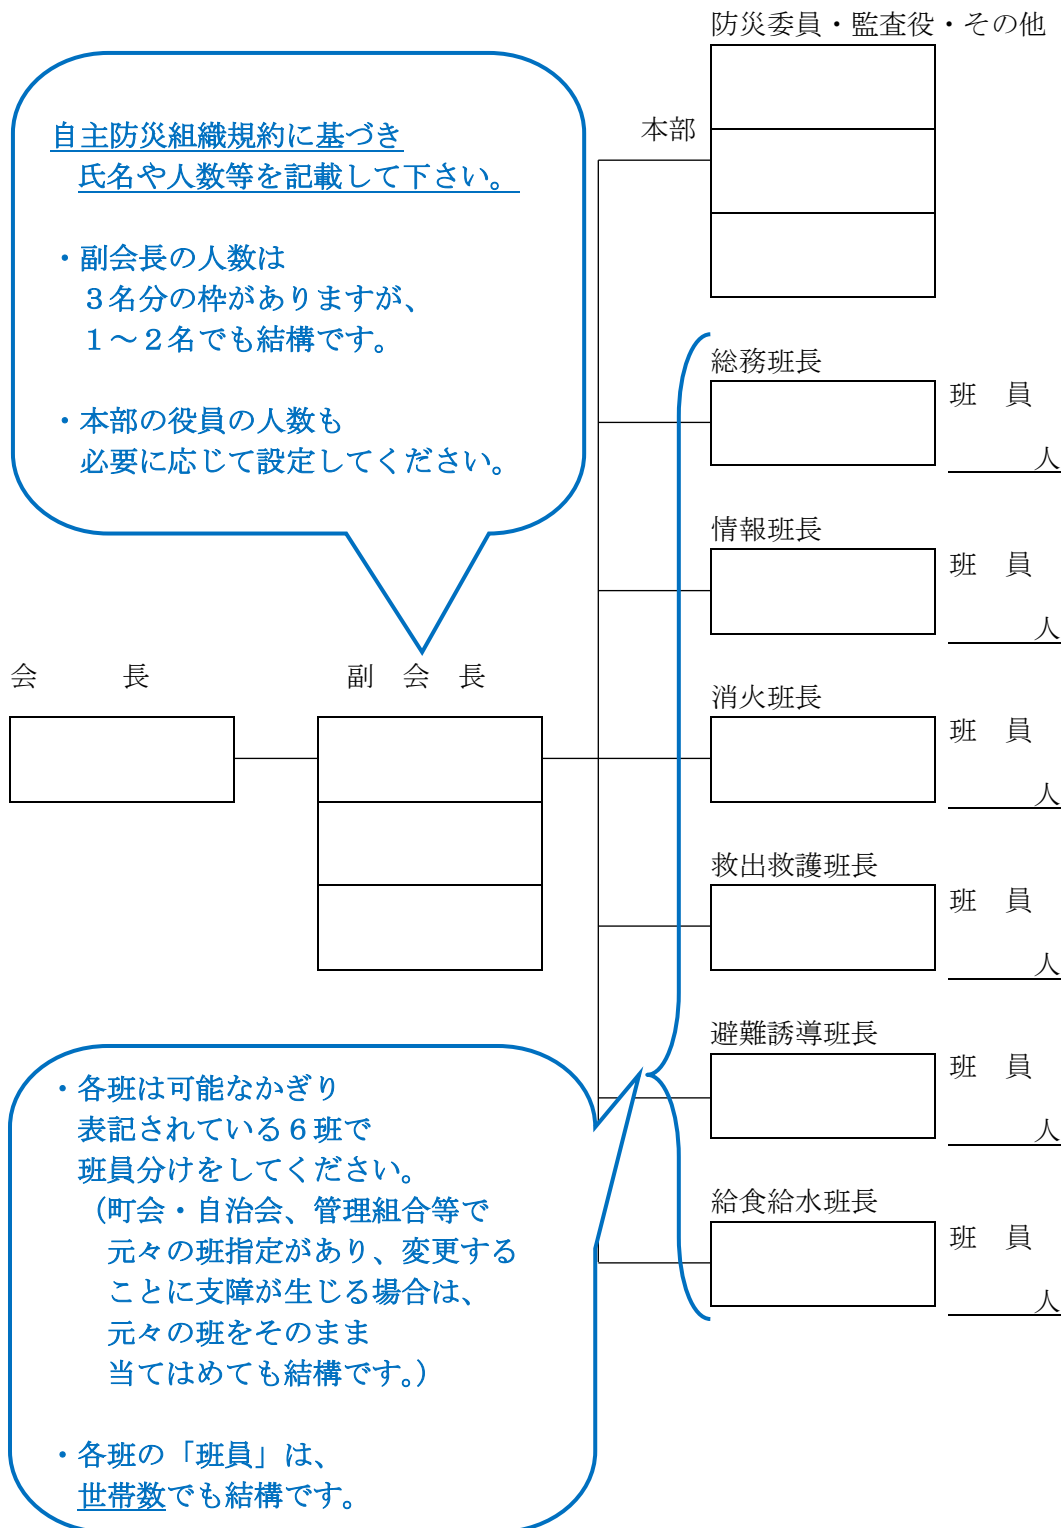 防災委員・監査役・その他
本部
自主防災組織規約に基づき
氏名や人数等を記載して下さい。
・副会長の人数は
３名分の枠がありますが、
１～２名でも結構です。
・本部の役員の人数も
必要に応じて設定してください。
総務班長
班　員
人
情報班長
班　員
人
会　　　長
副　会　長
消火班長
班　員
人
救出救護班長
班　員
人
避難誘導班長
班　員
人
給食給水班長
班　員
人
・各班は可能なかぎり
表記されている６班で
班員分けをしてください。
（町会・自治会、管理組合等で
元々の班指定があり、変更する
ことに支障が生じる場合は、
元々の班をそのまま
当てはめても結構です。）
・各班の「班員」は、
世帯数でも結構です。